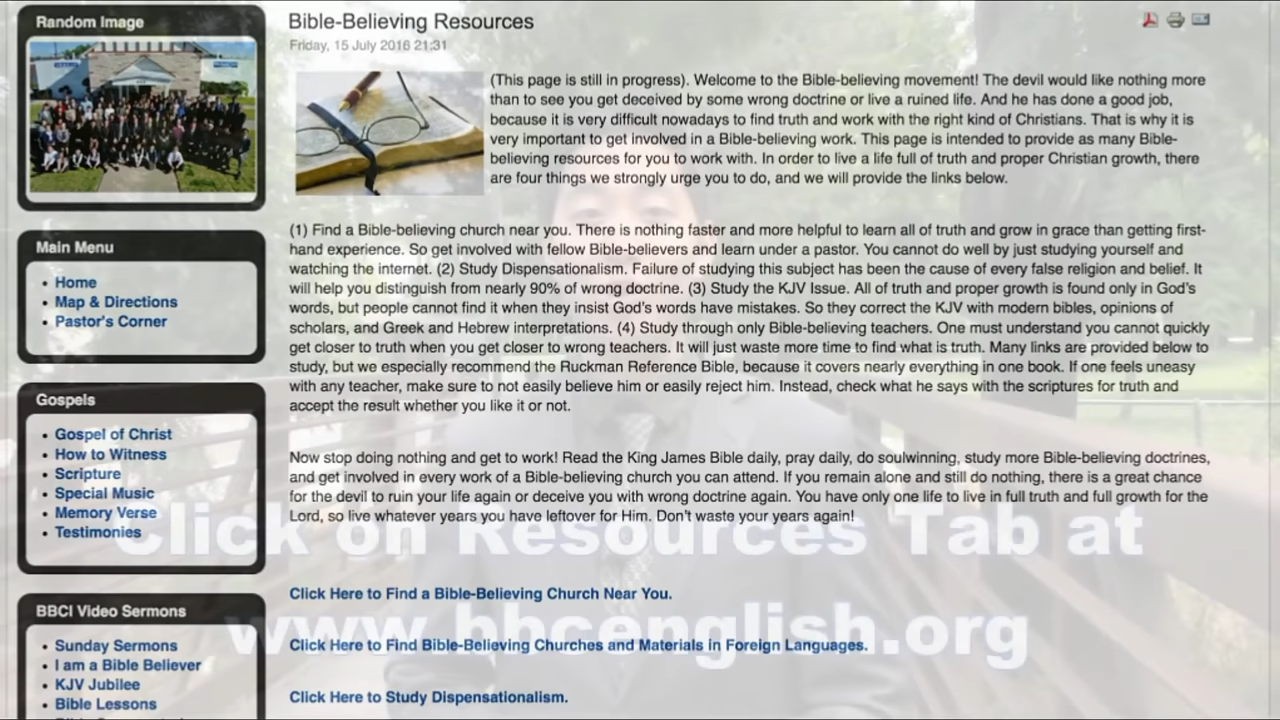 Random Image
Main Menu
Home
Map & Directions
Pastor's Corner
Gospels
Gospel of Christ
How to Witness
Scripture
Special Music
Memory Verse
Testimonies
BBCI Video Sermons
Sunday Sermons
I am a Bible Believer
KJV Jubilee
Bible Lessons
Bible-Believing Resources
Friday, 15 July 2016 21:31
(This page is still in progress). Welcome to the Bible-believing movement! The devil would like nothing more
than to see you get deceived by some wrong doctrine or live a ruined life. And he has done a good job,
because it is very difficult nowadays to find truth and work with the right kind of Christians. That is why it is
very important to get involved in a Bible-believing work. This page is intended to provide as many Bible-
believing resources for you to work with. In order to live a life full of truth and proper Christian growth, there
are four things we strongly urge you to do, and we will provide the links below.
(1) Find a Bible-believing church near you. There is nothing faster and more helpful to learn all of truth and grow in grace than getting first-
hand experience. So get involved with fellow Bible-believers and learn under a pastor. You cannot do well by just studying yourself and
watching the internet. (2) Study Dispensationalism. Failure of studying this subject has been the cause of every false religion and belief. It
will help you distinguish from nearly 90% of wrong doctrine. (3) Study the KJV Issue. All of truth and proper growth is found only in God's
words, but people cannot find it when they insist God's words have mistakes. So they correct the KJV with modern bibles, opinions of
scholars, and Greek and Hebrew interpretations. (4) Study through only Bible-believing teachers. One must understand you cannot quickly
get closer to truth when you get closer to wrong teachers. It will just waste more time to find what is truth. Many links are provided below to
study, but we especially recommend the Ruckman Reference Bible, because it covers nearly everything in one book. If one feels uneasy
with any teacher, make sure to not easily believe him or easily reject him. Instead, check what he says with the scriptures for truth and
accept the result whether you like it or not.
Now stop doing nothing and get to work! Read the King James Bible daily, pray daily, do soulwinning, study more Bible-believing doctrines,
and get involved in every work of a Bible-believing church you can attend. If you remain alone and still do nothing, there is a great chance
for the devil to ruin your life again or deceive you with wrong doctrine again. You have only one life to live in full truth and full growth for the
Lord, so live whatever years you have leftover for Him. Don't waste your years again!
Click on Resources Tab at
Click Here to Find a Bible-Believing Church Near You.
www.bbcenglish.org
Click Here to Find Bible-Believing Churches and Materials in Foreign Languages.
Click Here to Study Dispensationalism.